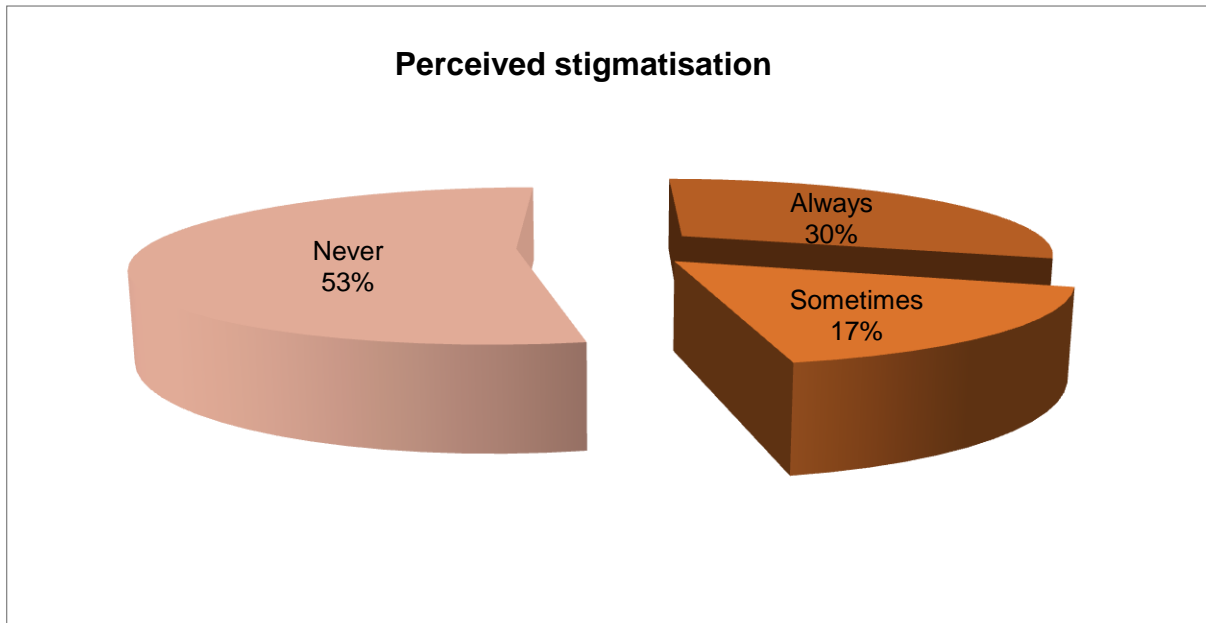 Perceived stigmatisation
Always
30%
Never
53%
Sometimes
17%